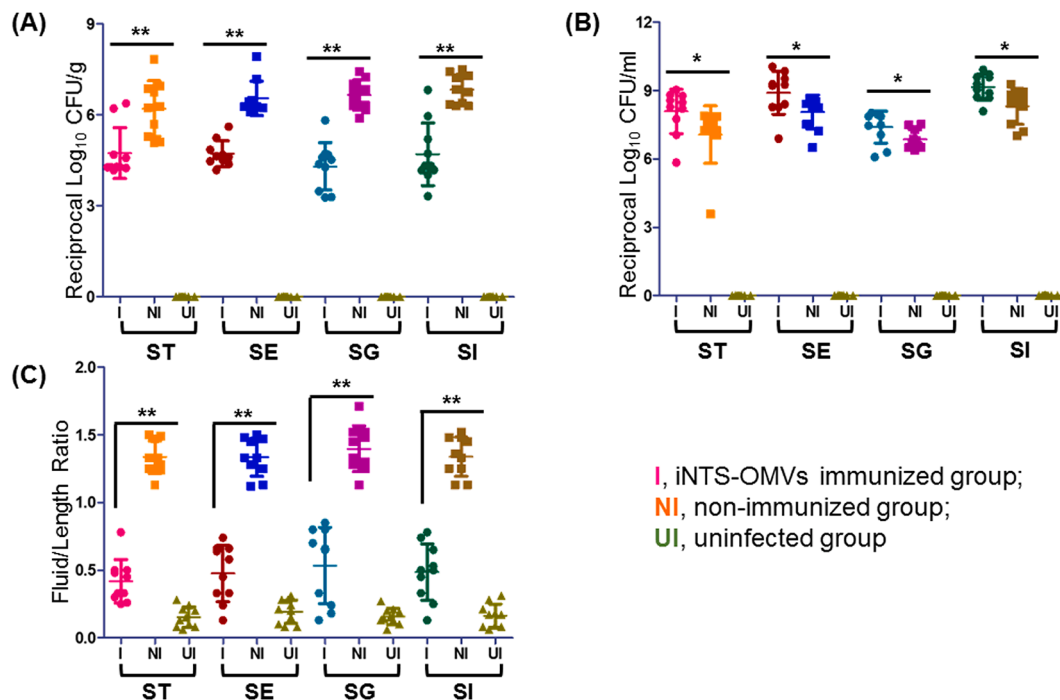 (A)
Reciprocal Log10 CFU/g
9
6
3
0
** ** ** **
I NI UI I NI UI I NI UI I NI UI
ST SE SG SI
(B)
Reciprocal Log10 CFU/ml
12
9
6
3
0
* * * *
I NI UI I NI UI I NI UI I NI UI
ST SE SG SI
(C)
Fluid/Length Ratio
2.0
1.5
1.0
0.5
0.0
** ** ** **
I NI UI I NI UI I NI UI I NI UI
ST SE SG SI
I, iNTS-OMVs immunized group;
NI, non-immunized group;
UI, uninfected group